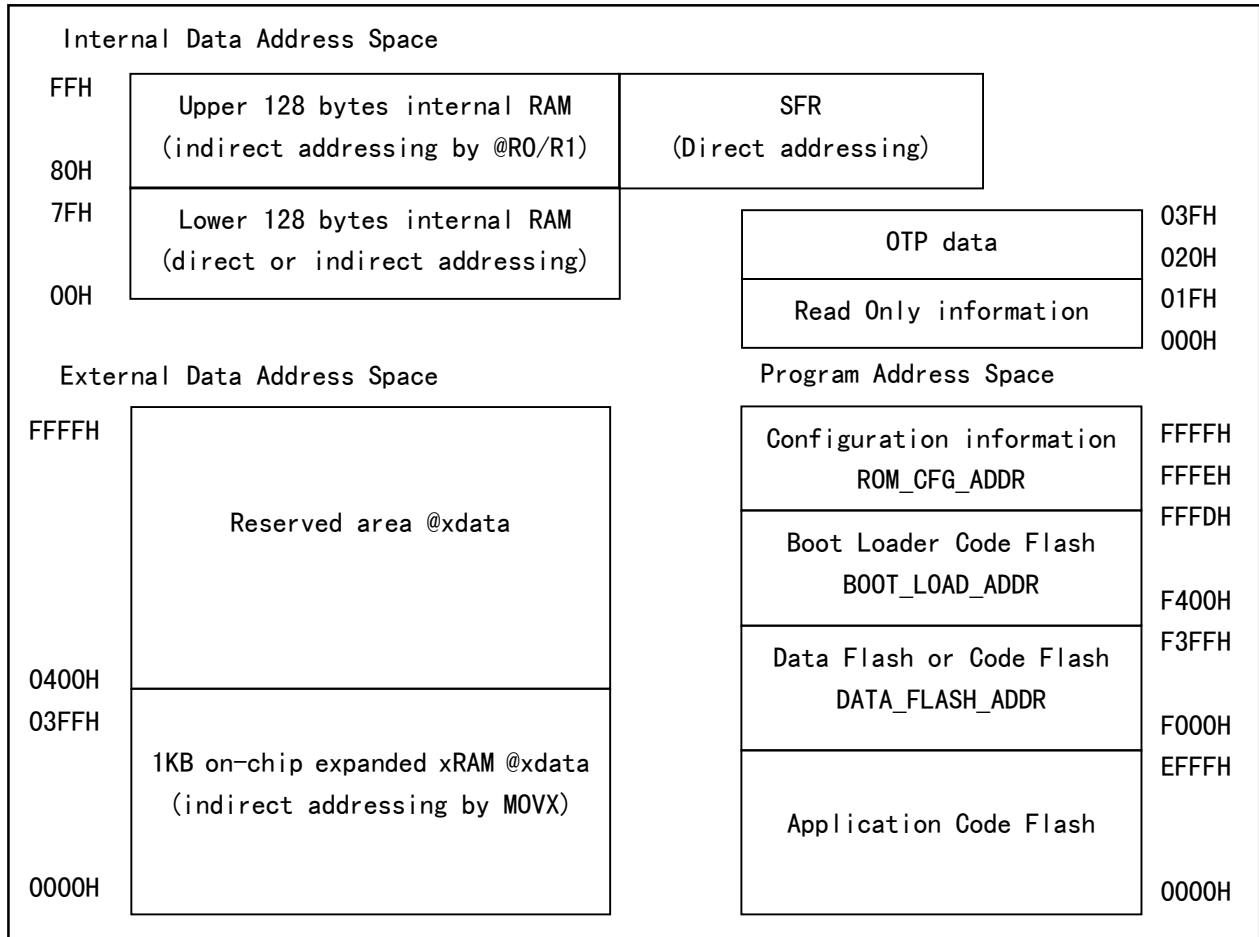 Internal Data Address Space
FFH
Upper 128 bytes internal RAM
(indirect addressing by @R0/R1)
80H
SFR
(Direct addressing)
7FH
Lower 128 bytes internal RAM
(direct or indirect addressing)
00H
OTP data
03FH
020H
Read Only information
01FH
000H
External Data Address Space
FFFFH
Reserved area @xdata
0400H
03FFH
1KB on-chip expanded xRAM @xdata
(indirect addressing by MOVX)
0000H
Program Address Space
Configuration information
ROM_CFG_ADDR
FFFFH
FFFEH
Boot Loader Code Flash
BOOT_LOAD_ADDR
FFFDH
F400H
Data Flash or Code Flash
DATA_FLASH_ADDR
F3FFH
F000H
Application Code Flash
EFFFH
0000H